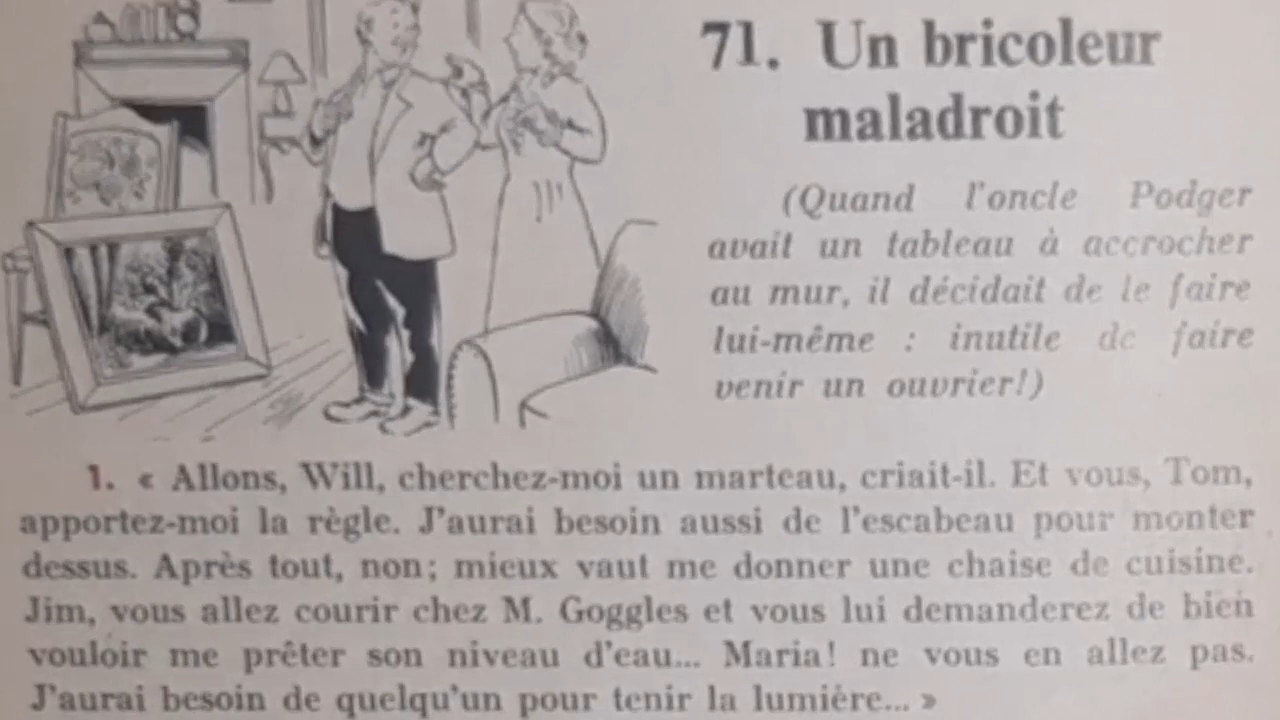 71. Un bricoleur
maladroit
(Quand l'oncle Podger
avait un tableau à accrocher
au mur, il décidait de le faire
lui-même : inutile de faire
venir un ouvrier!)
1. « Allons, Will, cherchez-moi un marteau, criait-il. Et vous, Tom,
apportez-moi la règle. J'aurai besoin aussi de l'escabeau pour monter
dessus. Après tout, non; mieux vaut me donner une chaise de cuisine.
Jim, vous allez courir chez M. Goggles et vous lui demanderez de bien
vouloir me prêter son niveau d'eau... Maria! ne vous en allez pas.
J'aurai besoin de quelqu'un pour tenir la lumière... »